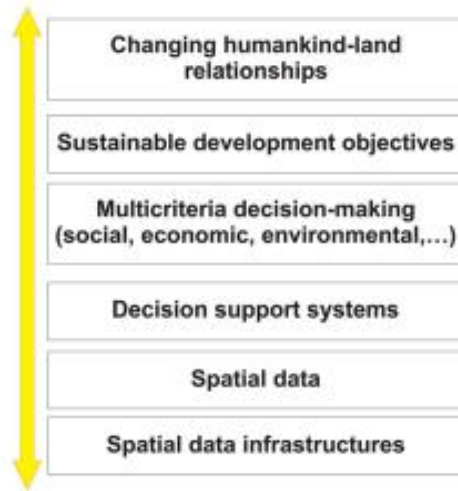 Changing humankind-land
relationships
Sustainable development objectives
Multicriteria decision-making
(social, economic, environmental,...)
Decision support systems
Spatial data
Spatial data infrastructures